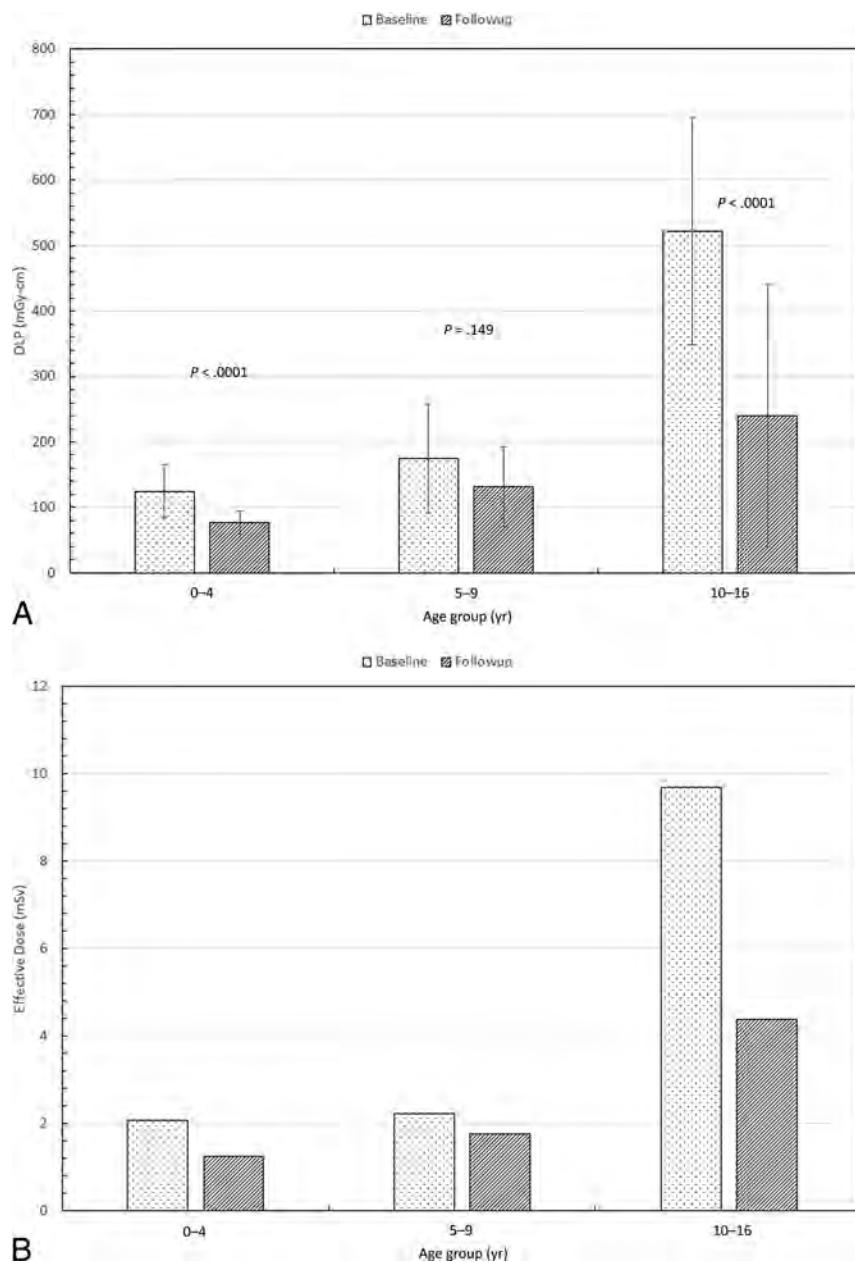 Baseline Followup
800
700
600
500
400
300
200
100
0
DLP (mGy-cm)
P < .0001
P = .149
P < .0001
0–4 5–9 10–16
Age group (yr)
A
Baseline Followup
12
10
8
6
4
2
0
Effective Dose (mSv)
0–4 5–9 10–16
Age group (yr)
B